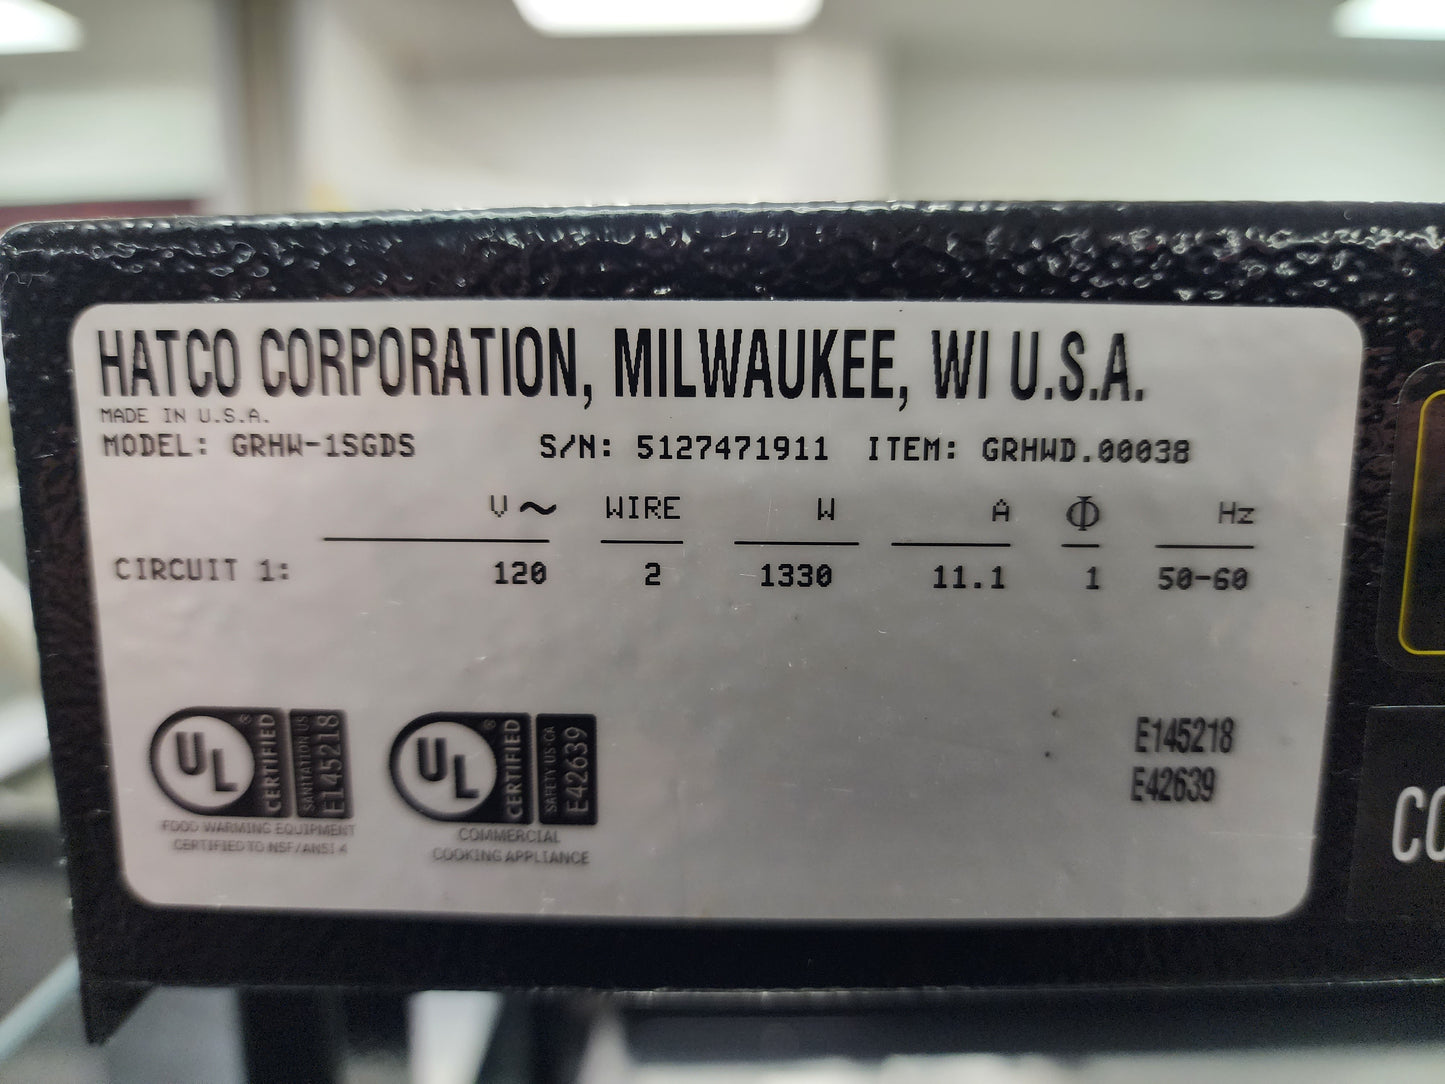 HATCO CORPORATION, MILWAUKEE, WI U.S.A.
MADE IN U.S.A.
MODEL: GRHW-1SGDS S/N: 5127471911 ITEM: GRHWD.00038
V~ WIRE W A Φ Hz
CIRCUIT 1: 120 2 1330 11.1 1 50-60
UL ® CERTIFIED SANITATION US E145218
FOOD WARMING EQUIPMENT
CERTIFIED TO NSF/ANSI 4
UL ® CERTIFIED SAFETY US CA E42639
COMMERCIAL
COOKING APPLIANCE
E145218
E42639
CO